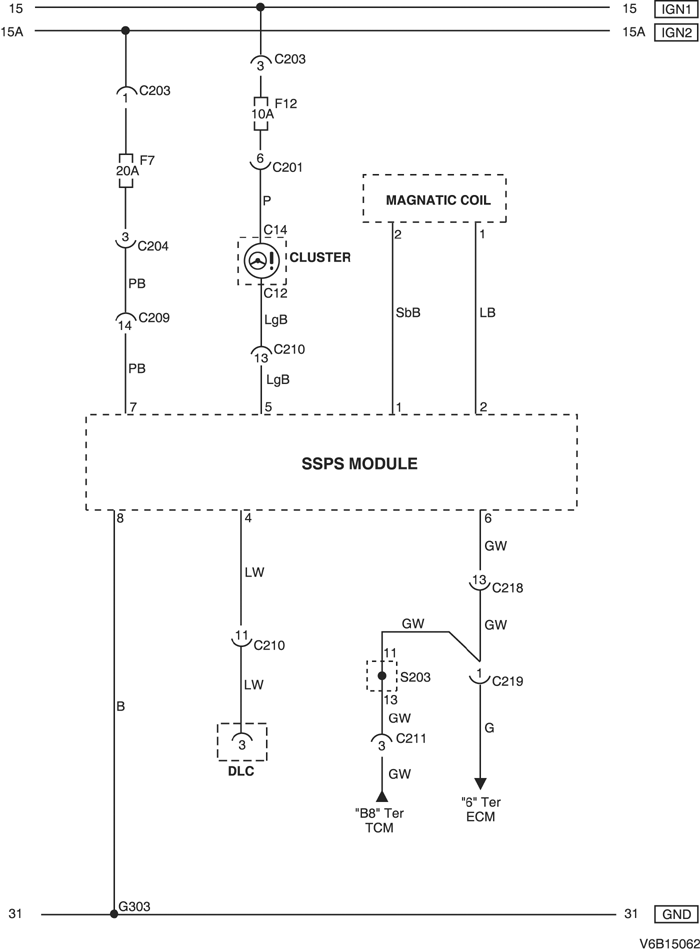 15 15 IGN1
15A 15A IGN2
3 C203
1 C203
F12
10A
F7
20A
6 C201
P
MAGNATIC COIL
C14
2 1
3 C204
CLUSTER
PB
C12
SbB LB
LgB
14 C209
13 C210
PB
LgB
7 5 1 2
SSPS MODULE
8 4 6
GW
LW
13 C218
GW
GW
11 C210
11
1 C219
S203
LW
13
B
GW
G
3
C211
3
DLC
GW
"B8" Ter
TCM
"6" Ter
ECM
G303
31 31 GND
V6B15062